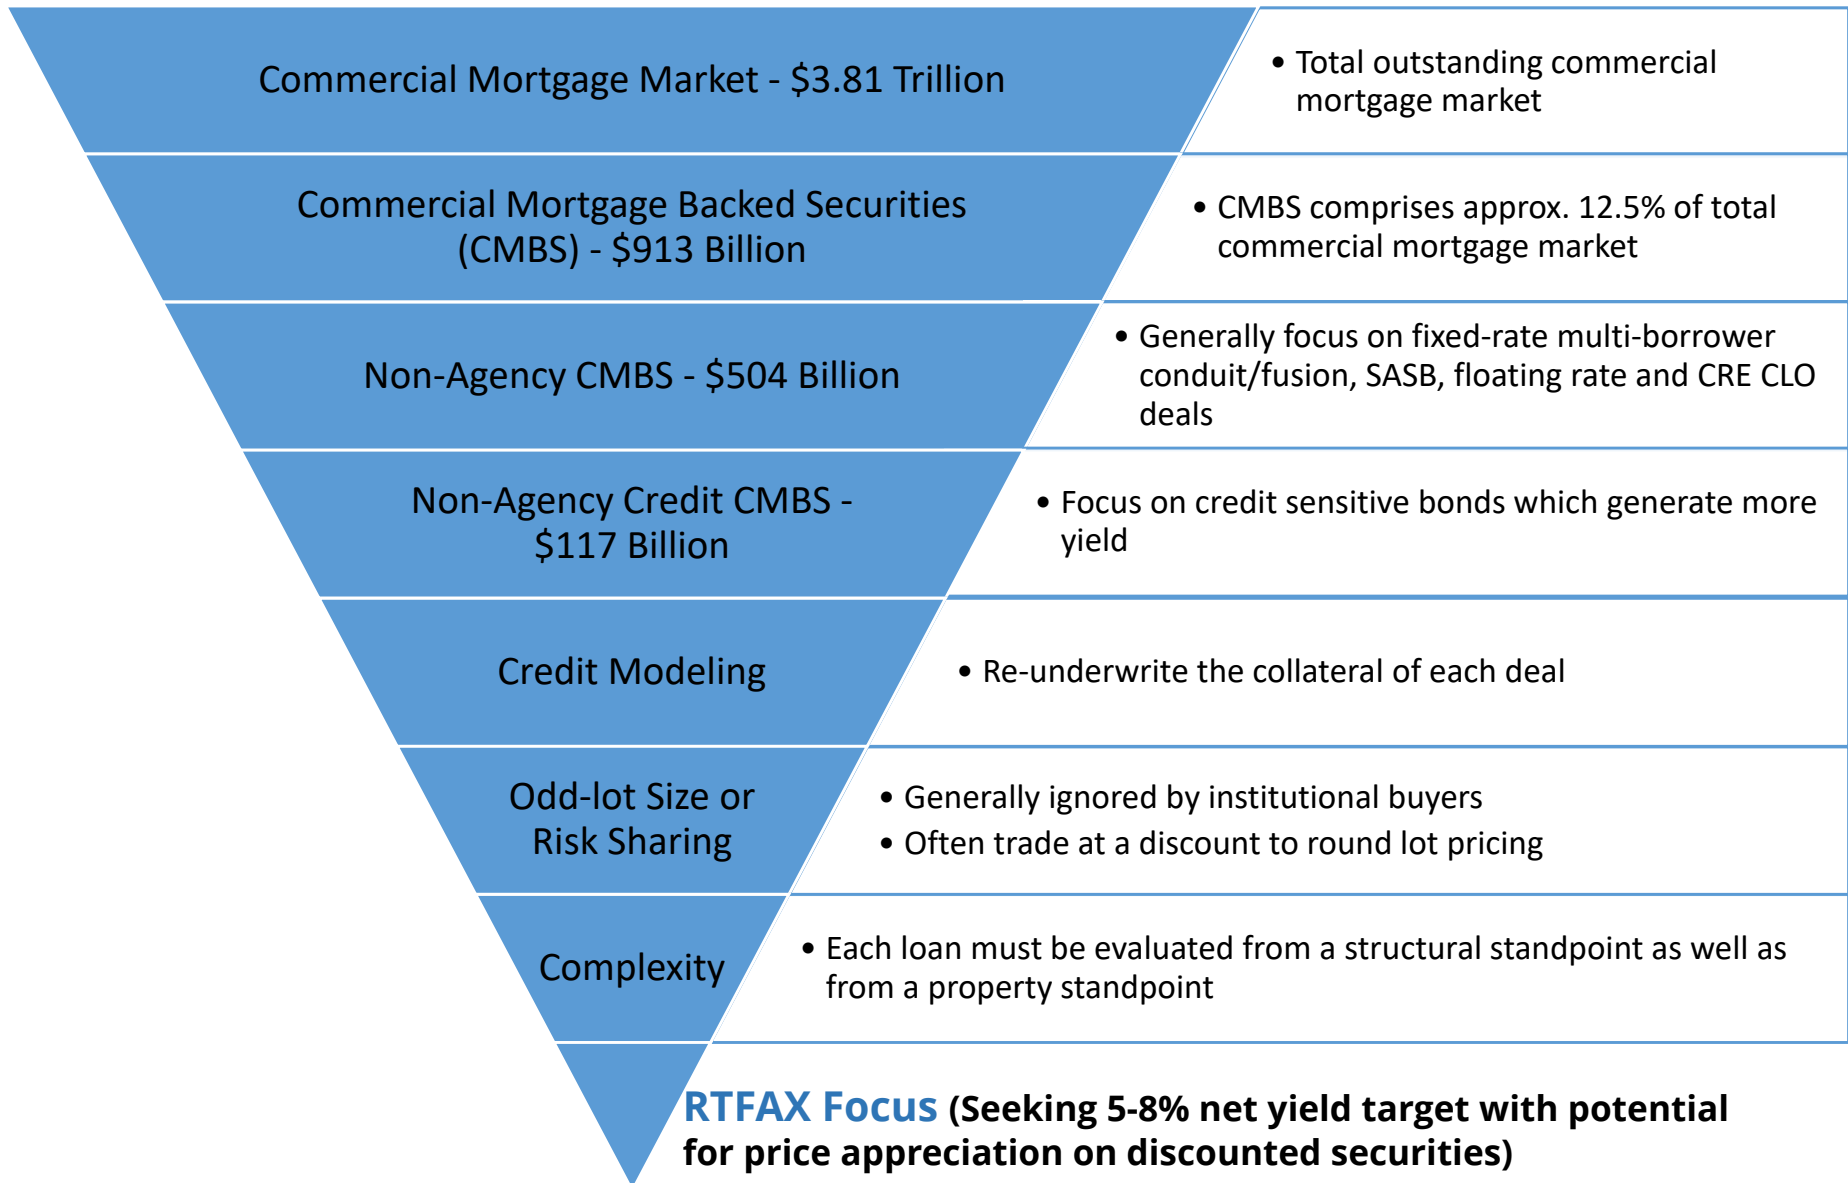 Commercial Mortgage Market - $3.81 Trillion
• Total outstanding commercial
mortgage market
Commercial Mortgage Backed Securities
(CMBS) - $913 Billion
• CMBS comprises approx. 12.5% of total
commercial mortgage market
Non-Agency CMBS - $504 Billion
• Generally focus on fixed-rate multi-borrower
conduit/fusion, SASB, floating rate and CRE CLO
deals
Non-Agency Credit CMBS -
$117 Billion
• Focus on credit sensitive bonds which generate more
yield
Credit Modeling
• Re-underwrite the collateral of each deal
Odd-lot Size or
Risk Sharing
• Generally ignored by institutional buyers
• Often trade at a discount to round lot pricing
Complexity
• Each loan must be evaluated from a structural standpoint as well as
from a property standpoint
RTFAX Focus (Seeking 5-8% net yield target with potential
for price appreciation on discounted securities)